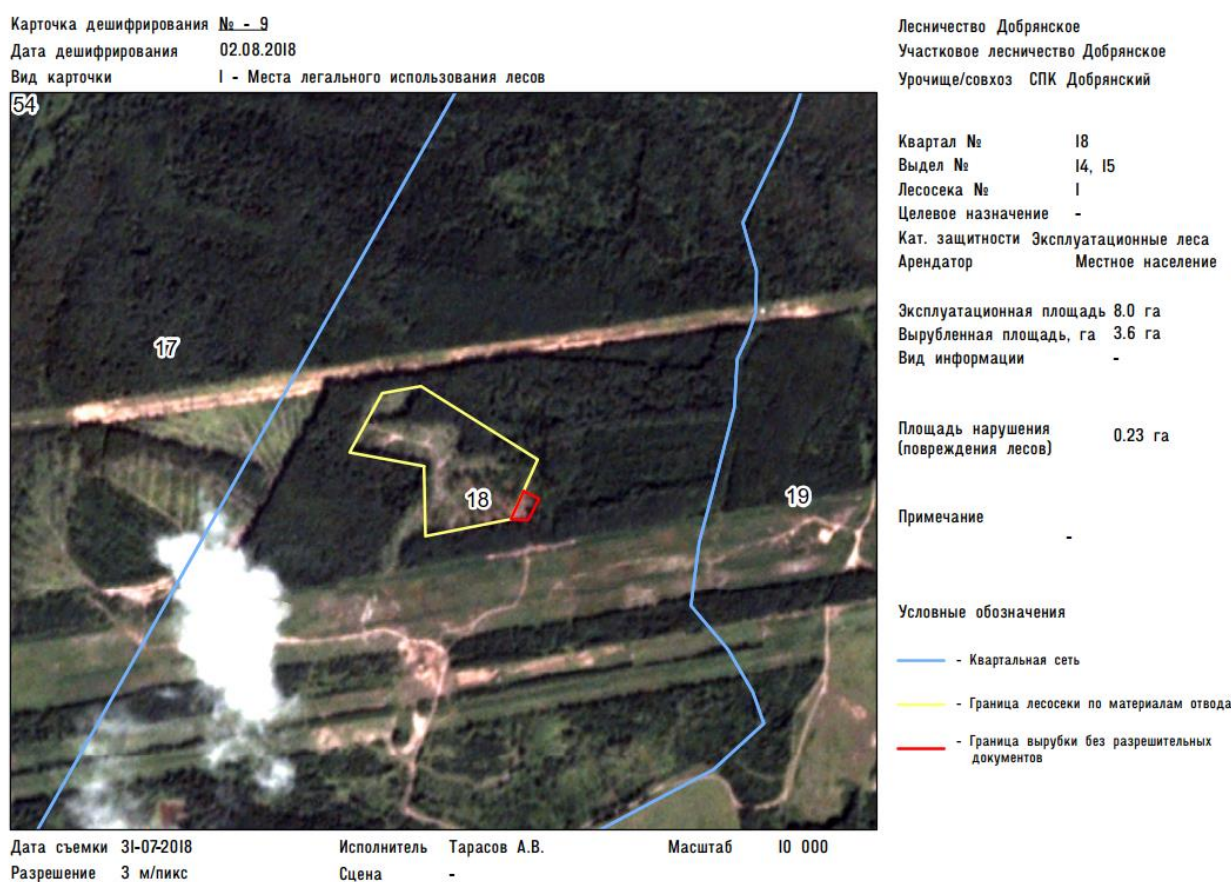 Карточка дешифрирования № - 9
Дата дешифрирования 02.08.2018
Вид карточки I - Места легального использования лесов
Лесничество Добрянское
Участковое лесничество Добрянское
Урочище/совхоз СПК Добрянский
Квартал № 18
Выдел № 14, 15
Лесосека № 1
Целевое назначение -
Кат. защитности Эксплуатационные леса
Арендатор Местное население
Эксплуатационная площадь 8.0 га
Вырубленная площадь, га 3.6 га
Вид информации -
Площадь нарушения
(повреждения лесов) 0.23 га
Примечание
-
Условные обозначения
- Квартальная сеть
- Граница лесосеки по материалам отвода
- Граница вырубки без разрешительных
документов
54
17
18
19
Дата съемки 31-07-2018 Исполнитель Тарасов А.В. Масштаб 10 000
Разрешение 3 м/пикс Сцена -